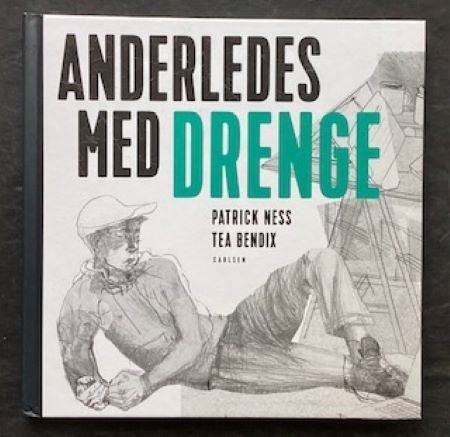 ANDERLEDES
MED DRENGE
PATRICK NESS
TEA BENDIX
CARLSEN